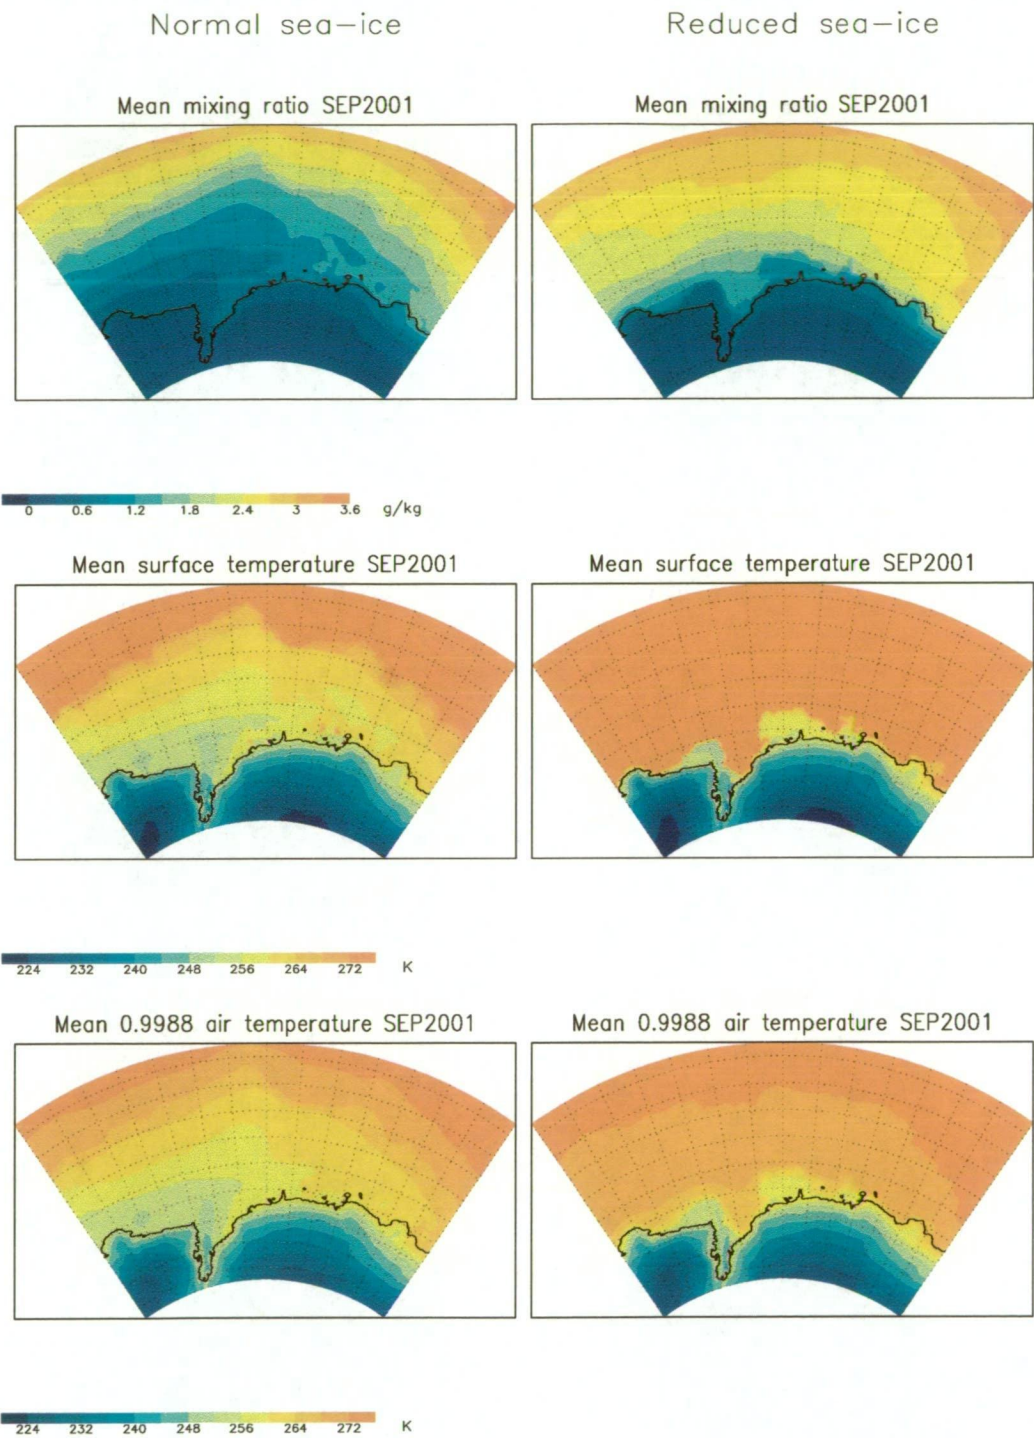 Normal sea-ice
Reduced sea-ice
Mean mixing ratio SEP2001
Mean mixing ratio SEP2001
0 0.6 1.2 1.8 2.4 3 3.6 g/kg
Mean surface temperature SEP2001
Mean surface temperature SEP2001
224 232 240 248 256 264 272 K
Mean 0.9988 air temperature SEP2001
Mean 0.9988 air temperature SEP2001
224 232 240 248 256 264 272 K